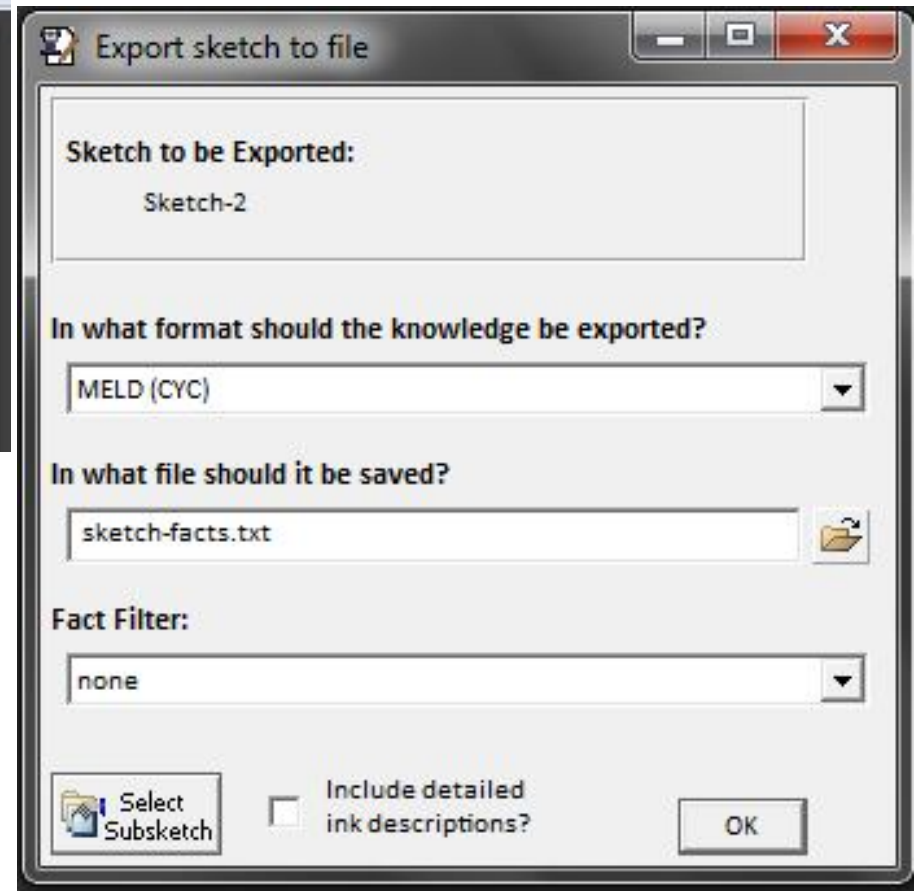 Export sketch to file
Sketch to be Exported:
Sketch-2
In what format should the knowledge be exported?
MELD (CYC)
In what file should it be saved?
sketch-facts.txt
Fact Filter:
none
Select
Subsketch
Include detailed
ink descriptions?
OK